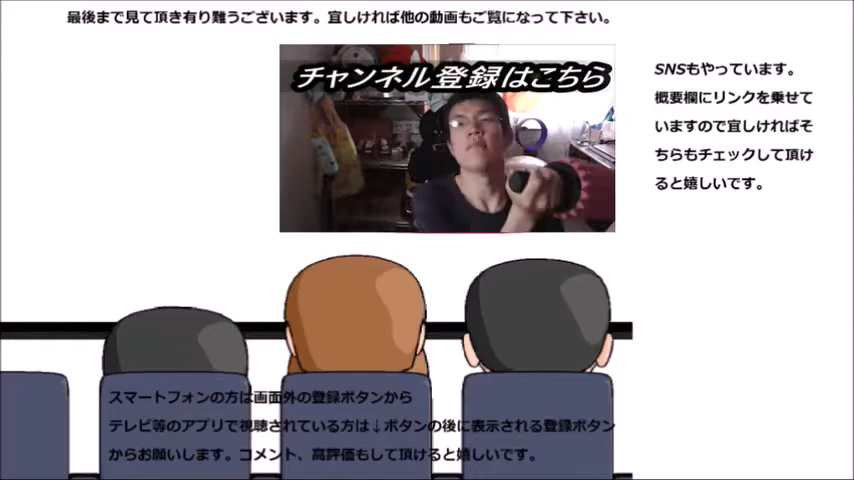 最後まで見て頂き有り難うございます。宜しければ他の動画もご覧になって下さい。
チャンネル登録はこちら
SNSもやっています。
概要欄にリンクを乗せて
いますので宜しければそ
ちらもチェックして頂け
ると嬉しいです。
スマートフォンの方は画面外の登録ボタンから
テレビ等のアプリで視聴されている方は↓ボタンの後に表示される登録ボタン
からお願いします。コメント、高評価もして頂けると嬉しいです。